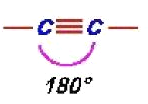 — C≡C —
180°